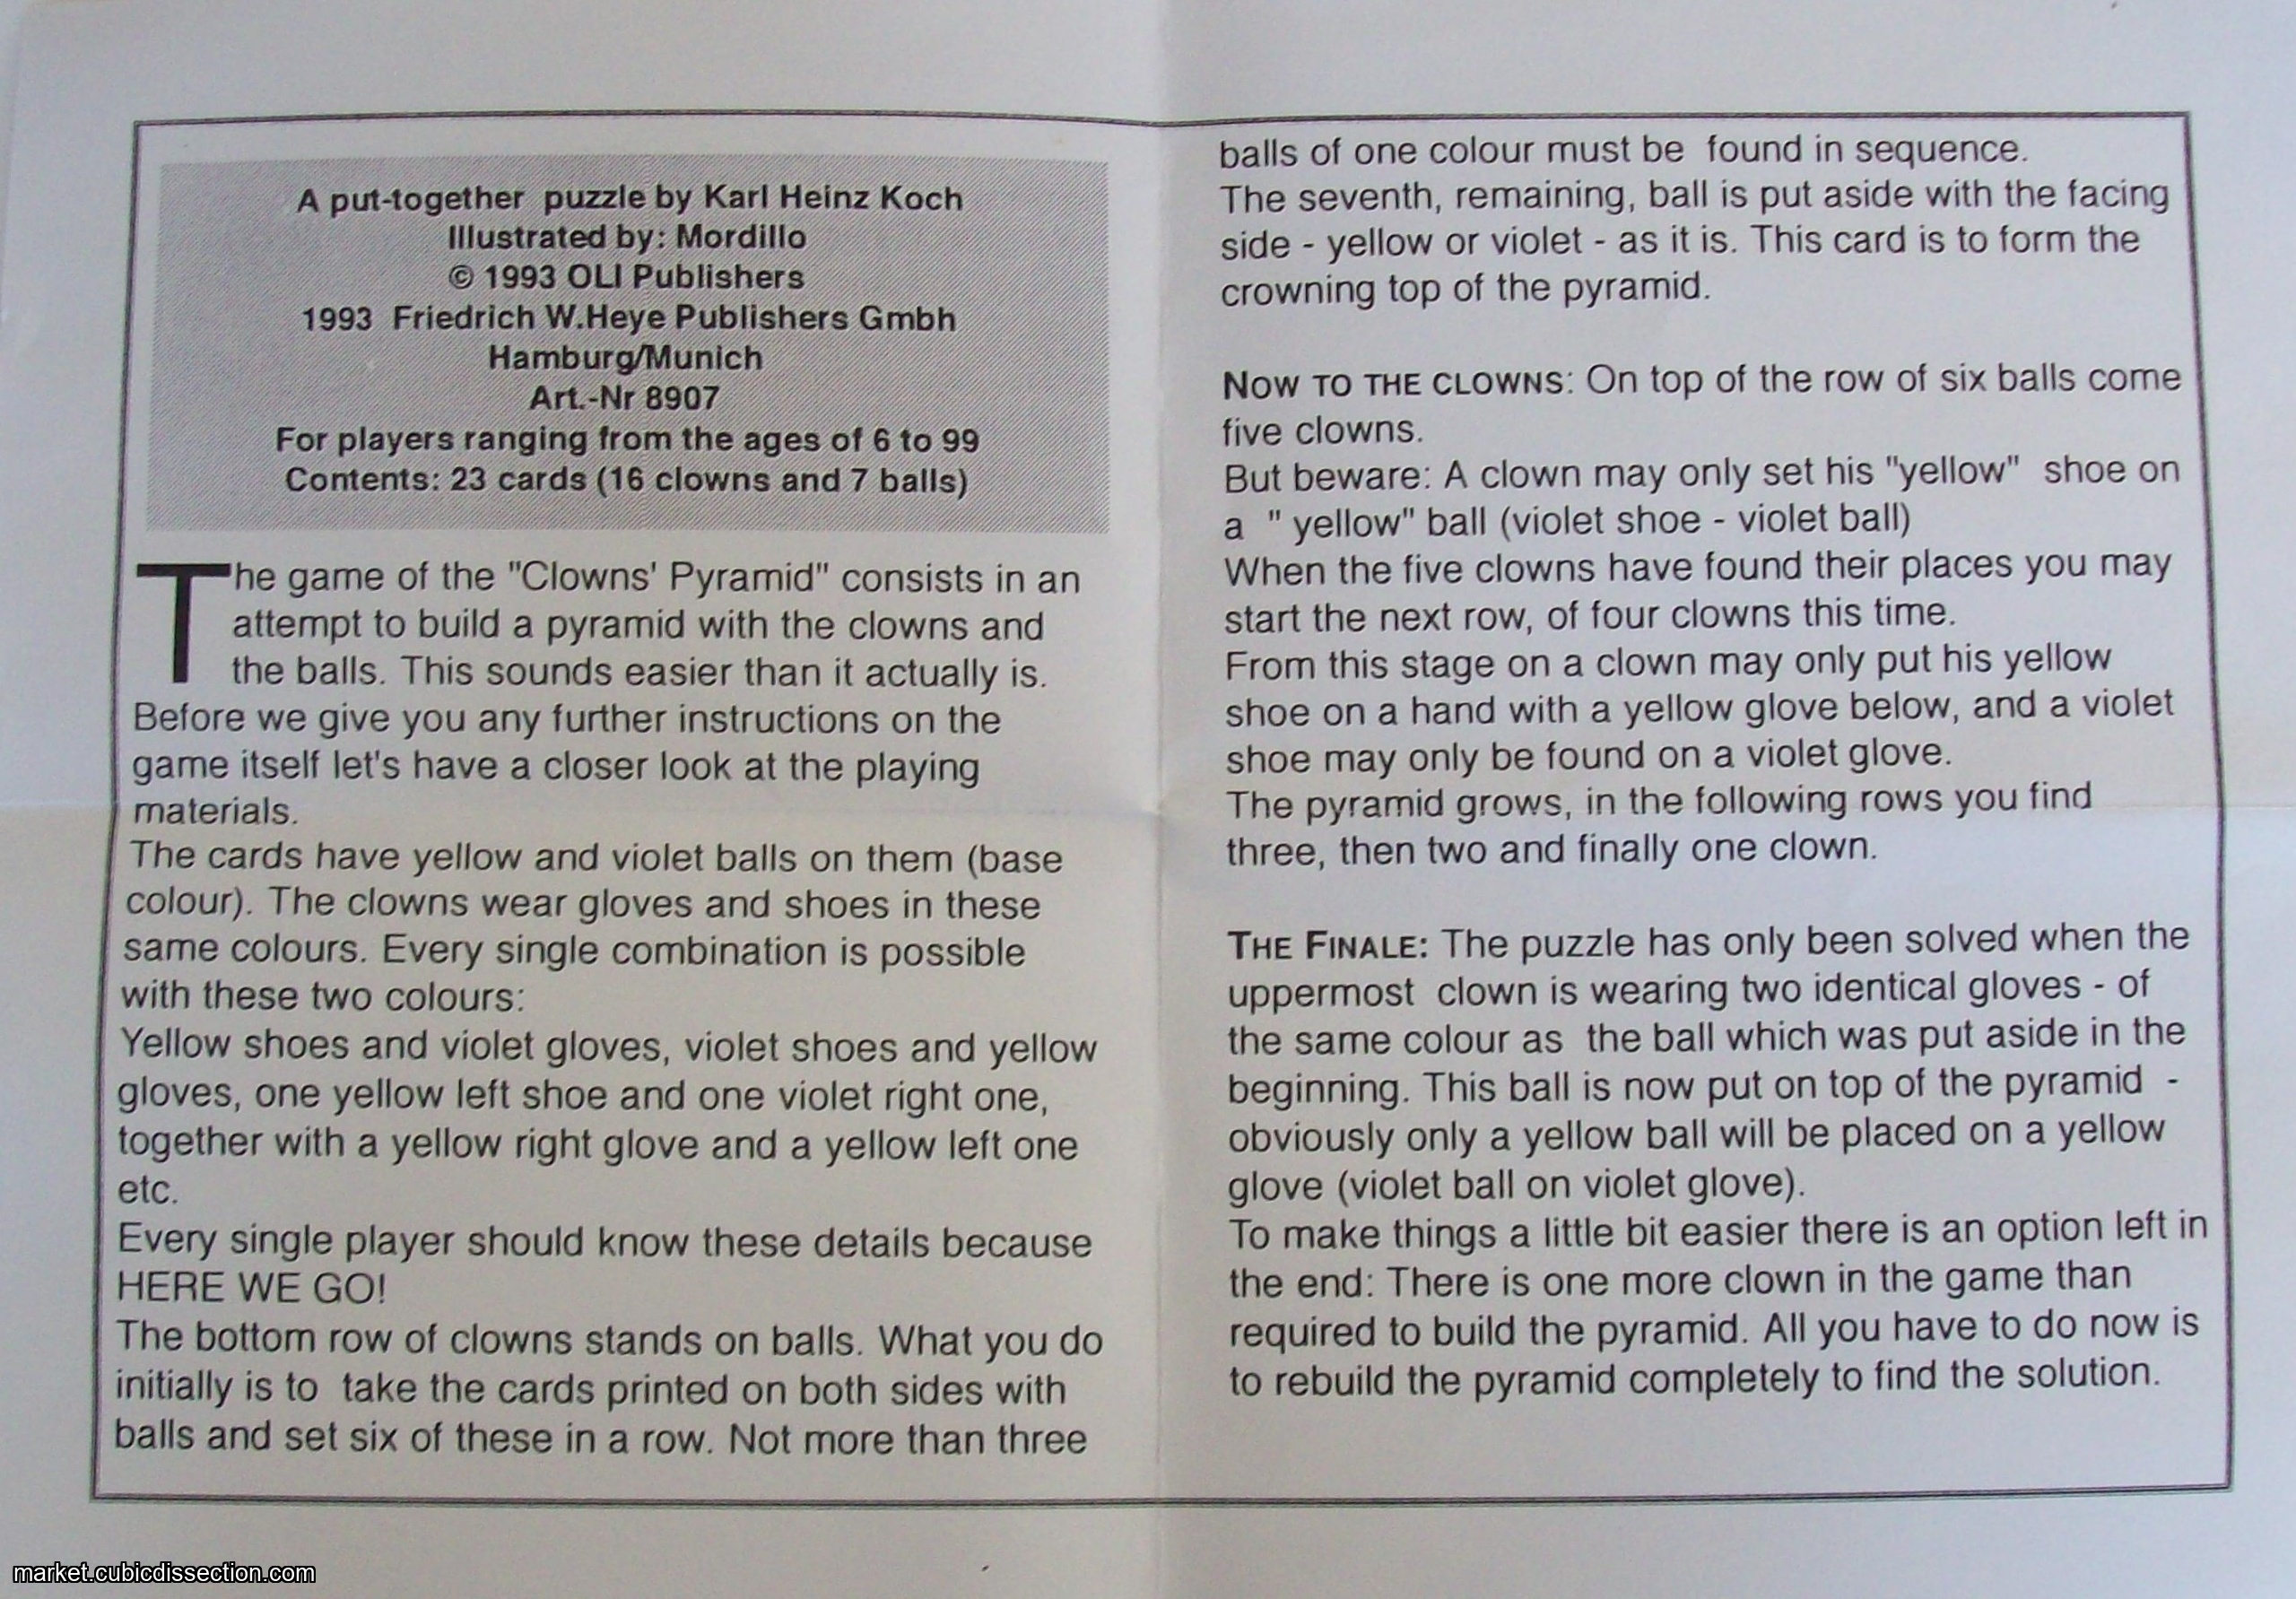 A put-together puzzle by Karl Heinz Koch
Illustrated by: Mordillo
© 1993 OLI Publishers
1993 Friedrich W.Heye Publishers Gmbh
Hamburg/Munich
Art.-Nr 8907
For players ranging from the ages of 6 to 99
Contents: 23 cards (16 clowns and 7 balls)
The game of the "Clowns' Pyramid" consists in an
attempt to build a pyramid with the clowns and
the balls. This sounds easier than it actually is.
Before we give you any further instructions on the
game itself let's have a closer look at the playing
materials.
The cards have yellow and violet balls on them (base
colour). The clowns wear gloves and shoes in these
same colours. Every single combination is possible
with these two colours:
Yellow shoes and violet gloves, violet shoes and yellow
gloves, one yellow left shoe and one violet right one,
together with a yellow right glove and a yellow left one
etc.
Every single player should know these details because
HERE WE GO!
The bottom row of clowns stands on balls. What you do
initially is to take the cards printed on both sides with
balls and set six of these in a row. Not more than three
balls of one colour must be found in sequence.
The seventh, remaining, ball is put aside with the facing
side - yellow or violet - as it is. This card is to form the
crowning top of the pyramid.
NOW TO THE CLOWNS: On top of the row of six balls come
five clowns.
But beware: A clown may only set his "yellow" shoe on
a " yellow" ball (violet shoe - violet ball)
When the five clowns have found their places you may
start the next row, of four clowns this time.
From this stage on a clown may only put his yellow
shoe on a hand with a yellow glove below, and a violet
shoe may only be found on a violet glove.
The pyramid grows, in the following rows you find
three, then two and finally one clown.
THE FINALE: The puzzle has only been solved when the
uppermost clown is wearing two identical gloves - of
the same colour as the ball which was put aside in the
beginning. This ball is now put on top of the pyramid -
obviously only a yellow ball will be placed on a yellow
glove (violet ball on violet glove).
To make things a little bit easier there is an option left in
the end: There is one more clown in the game than
required to build the pyramid. All you have to do now is
to rebuild the pyramid completely to find the solution.
market.cubicdissection.com